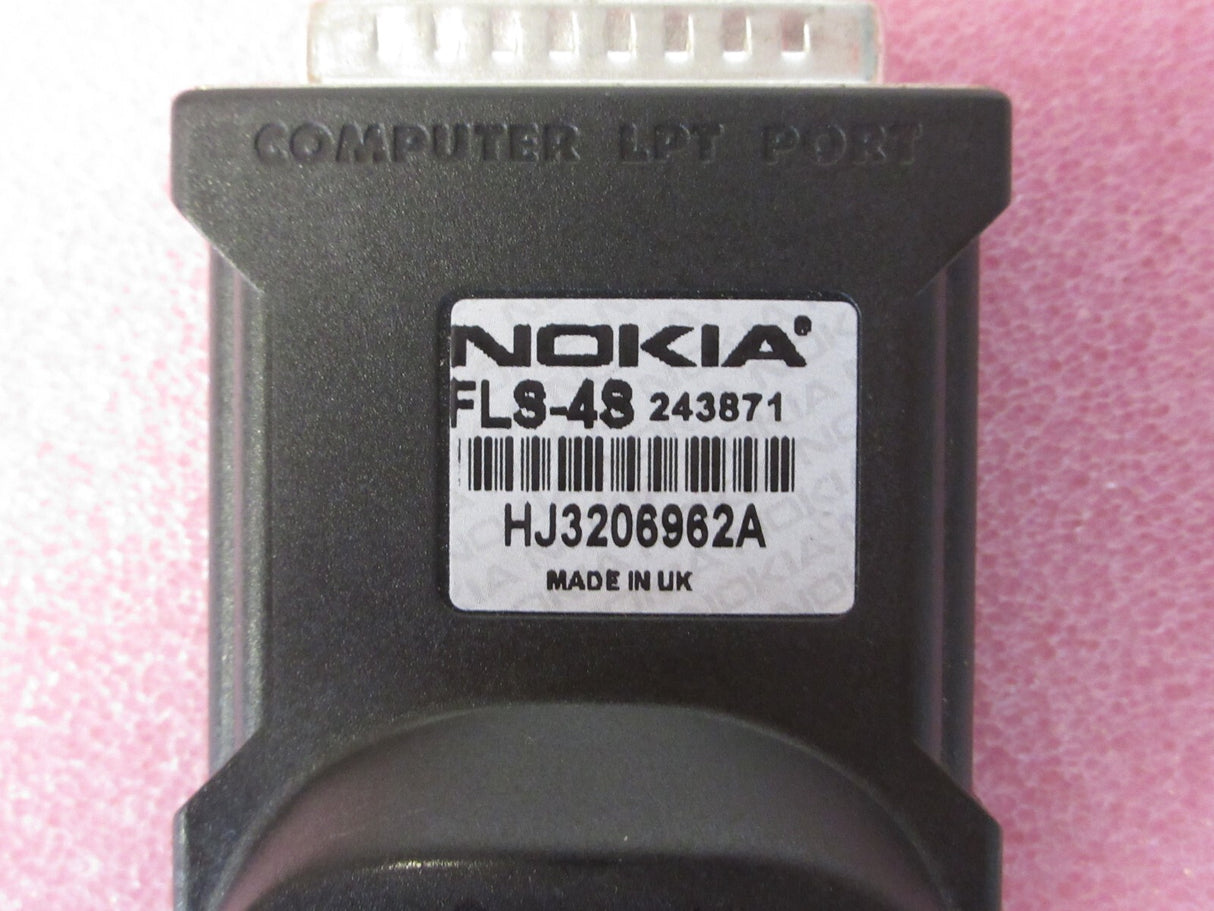 COMPUTER LPT PORT
NOKIA®
FLS-4S 243871
HJ3206962A
MADE IN UK